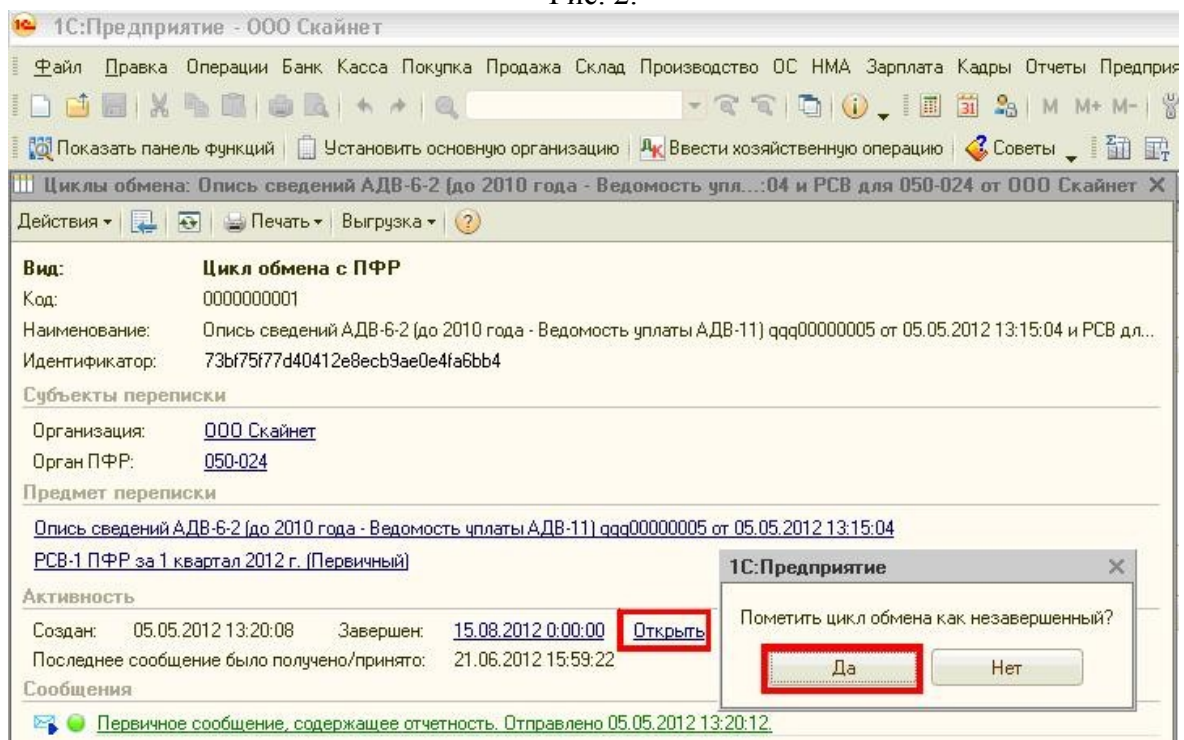 Рис. 2.
1С:Предприятие - ООО Скайнет
Файл Правка Операции Банк Касса Покупка Продажа Склад Производство ОС НМА Зарплата Кадры Отчеты Предприя
31 M M+ M-
Показать панель функций Установить основную организацию Дк Ввести хозяйственную операцию Советы
Циклы обмена: Опись сведений АДВ-6-2 (до 2010 года - Ведомость упл...:04 и РСВ для 050-024 от ООО Скайнет
Действия Печать Выгрузка
Вид: Цикл обмена с ПФР
Код: 0000000001
Наименование: Опись сведений АДВ-6-2 (до 2010 года - Ведомость уплаты АДВ-11) qqq00000005 от 05.05.2012 13:15:04 и РСВ дл...
Идентификатор: 73bf75f77d40412e8ecb9ae0e4fa6bb4
Субъекты переписки
Организация: ООО Скайнет
Орган ПФР: 050-024
Предмет переписки
Опись сведений АДВ-6-2 (до 2010 года - Ведомость уплаты АДВ-11) qqq00000005 от 05.05.2012 13:15:04
РСВ-1 ПФР за 1 квартал 2012 г. (Первичный)
Активность
Создан: 05.05.2012 13:20:08 Завершен: 15.08.2012 0:00:00 Открыть
Последнее сообщение было получено/принято: 21.06.2012 15:59:22
Сообщения
Первичное сообщение, содержащее отчетность. Отправлено 05.05.2012 13:20:12.
1С:Предприятие
Пометить цикл обмена как незавершенный?
Да Нет